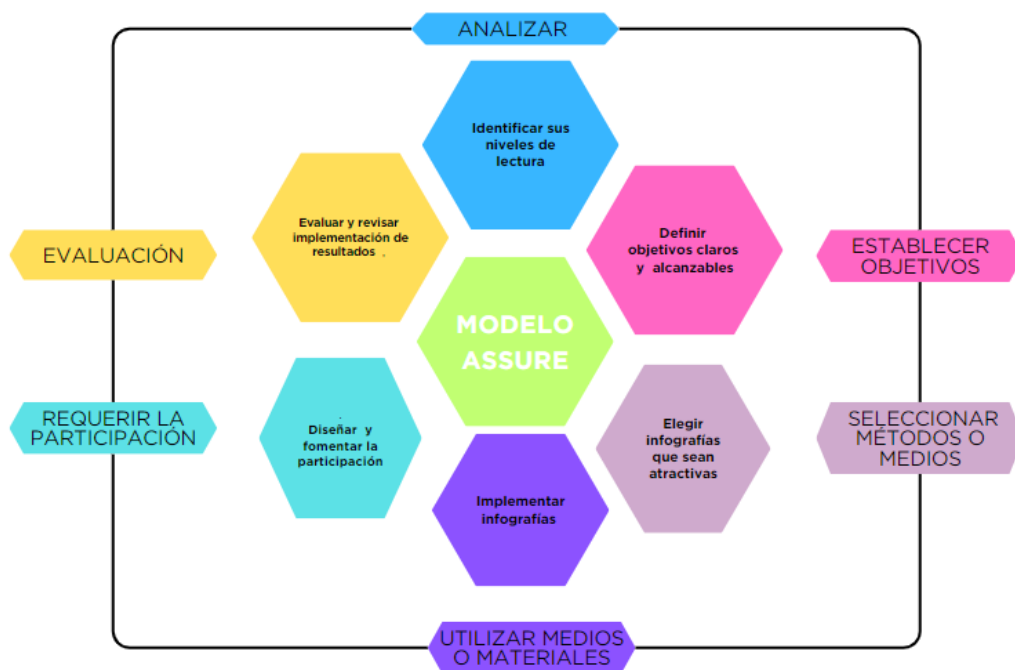 ANALIZAR
Identificar sus
niveles de
lectura
Evaluar y revisar
implementación de
resultados .
Definir
objetivos claros
y alcanzables
EVALUACIÓN
ESTABLECER
OBJETIVOS
MODELO
ASSURE
REQUERIR LA
PARTICIPACIÓN
.
Diseñar y
fomentar la
participación
Elegir
infografías
que sean
atractivas
SELECCIONAR
MÉTODOS O
MEDIOS
Implementar
infografías
UTILIZAR MEDIOS
O MATERIALES